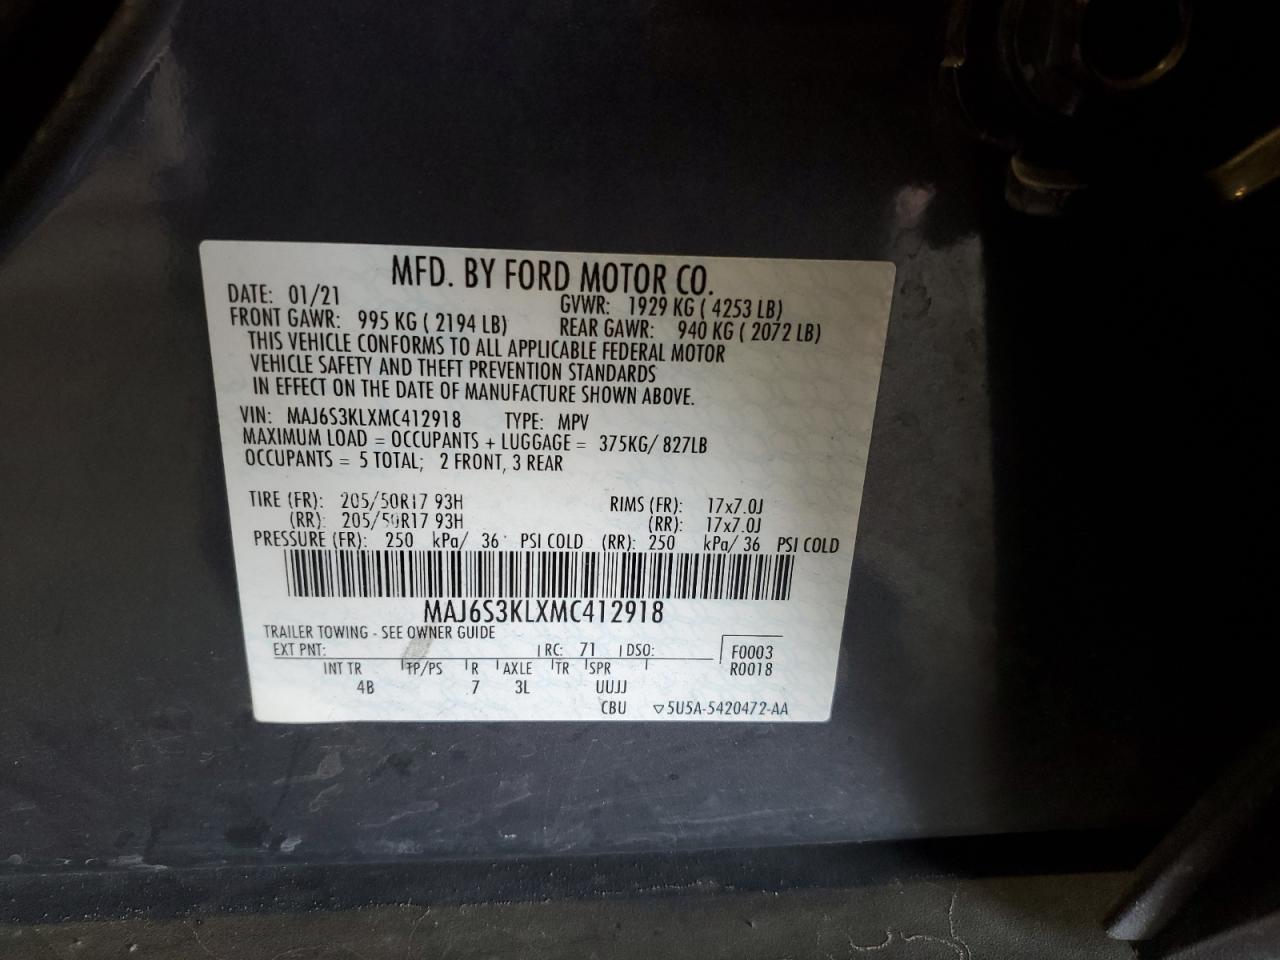 MFD. BY FORD MOTOR CO.
DATE: 01/21 GVWR: 1929 KG ( 4253 LB)
FRONT GAWR: 995 KG ( 2194 LB) REAR GAWR: 940 KG ( 2072 LB)
THIS VEHICLE CONFORMS TO ALL APPLICABLE FEDERAL MOTOR
VEHICLE SAFETY AND THEFT PREVENTION STANDARDS
IN EFFECT ON THE DATE OF MANUFACTURE SHOWN ABOVE.
VIN: MAJ6S3KLXMC412918 TYPE: MPV
MAXIMUM LOAD = OCCUPANTS + LUGGAGE = 375KG/ 827LB
OCCUPANTS = 5 TOTAL; 2 FRONT, 3 REAR
TIRE (FR): 205/50R17 93H RIMS (FR): 17x7.0J
(RR): 205/50R17 93H (RR): 17x7.0J
PRESSURE (FR): 250 kPa/ 36 PSI COLD (RR): 250 kPa/ 36 PSI COLD
MAJ6S3KLXMC412918
TRAILER TOWING - SEE OWNER GUIDE
EXT PNT: RC: 71 DSO: F0003
INT TR TP/PS R AXLE TR SPR R0018
4B 7 3L UUJJ
CBU ▽5U5A-5420472-AA